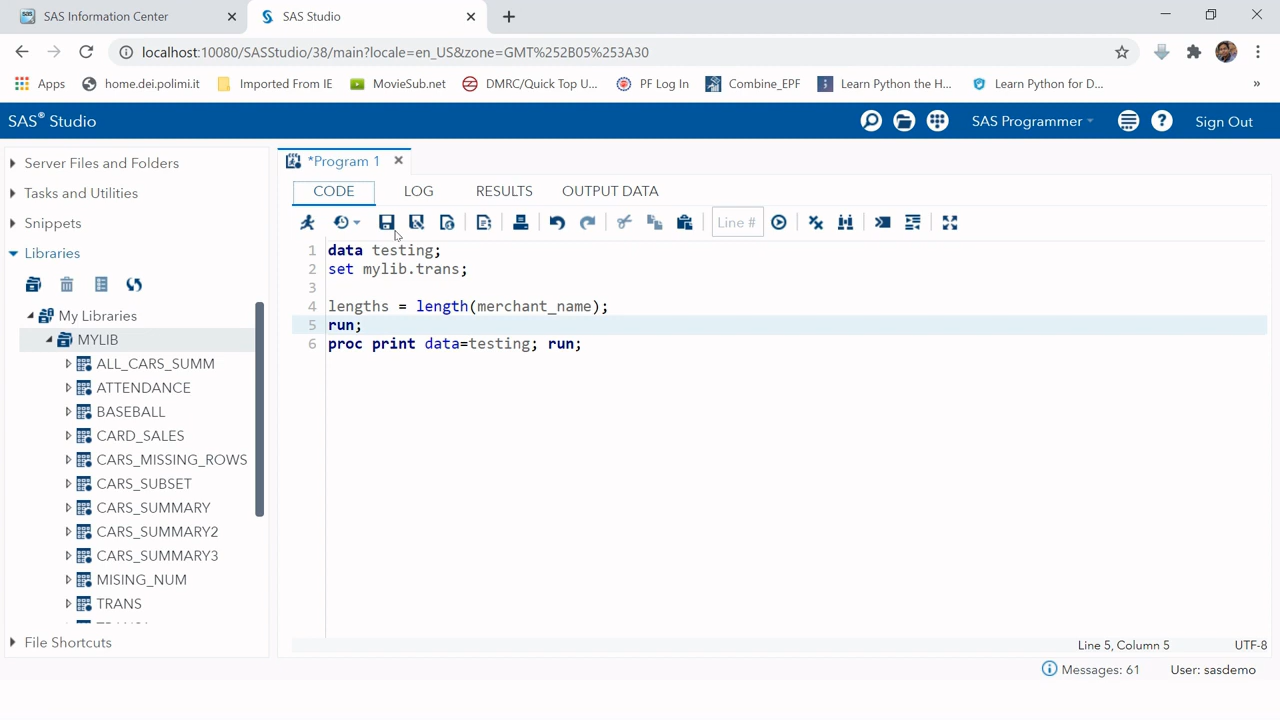 SAS Information Center
SAS Studio
localhost:10080/SASStudio/38/main?locale=en_US&zone=GMT%252B05%253A30
Apps home.dei.polimi.it Imported From IE MovieSub.net DMRC/Quick Top U... PF Log In Combine_EPF Learn Python the H... Learn Python for D... »
SAS® Studio SAS Programmer Sign Out
Server Files and Folders
Tasks and Utilities
Snippets
Libraries
My Libraries
MYLIB
ALL_CARS_SUMM
ATTENDANCE
BASEBALL
CARD_SALES
CARS_MISSING_ROWS
CARS_SUBSET
CARS_SUMMARY
CARS_SUMMARY2
CARS_SUMMARY3
MISING_NUM
TRANS
File Shortcuts
*Program 1
CODE LOG RESULTS OUTPUT DATA
Line #
1 data testing;
2 set mylib.trans;
3
4 lengths = length(merchant_name);
5 run;
6 proc print data=testing; run;
Line 5, Column 5 UTF-8
Messages: 61 User: sasdemo